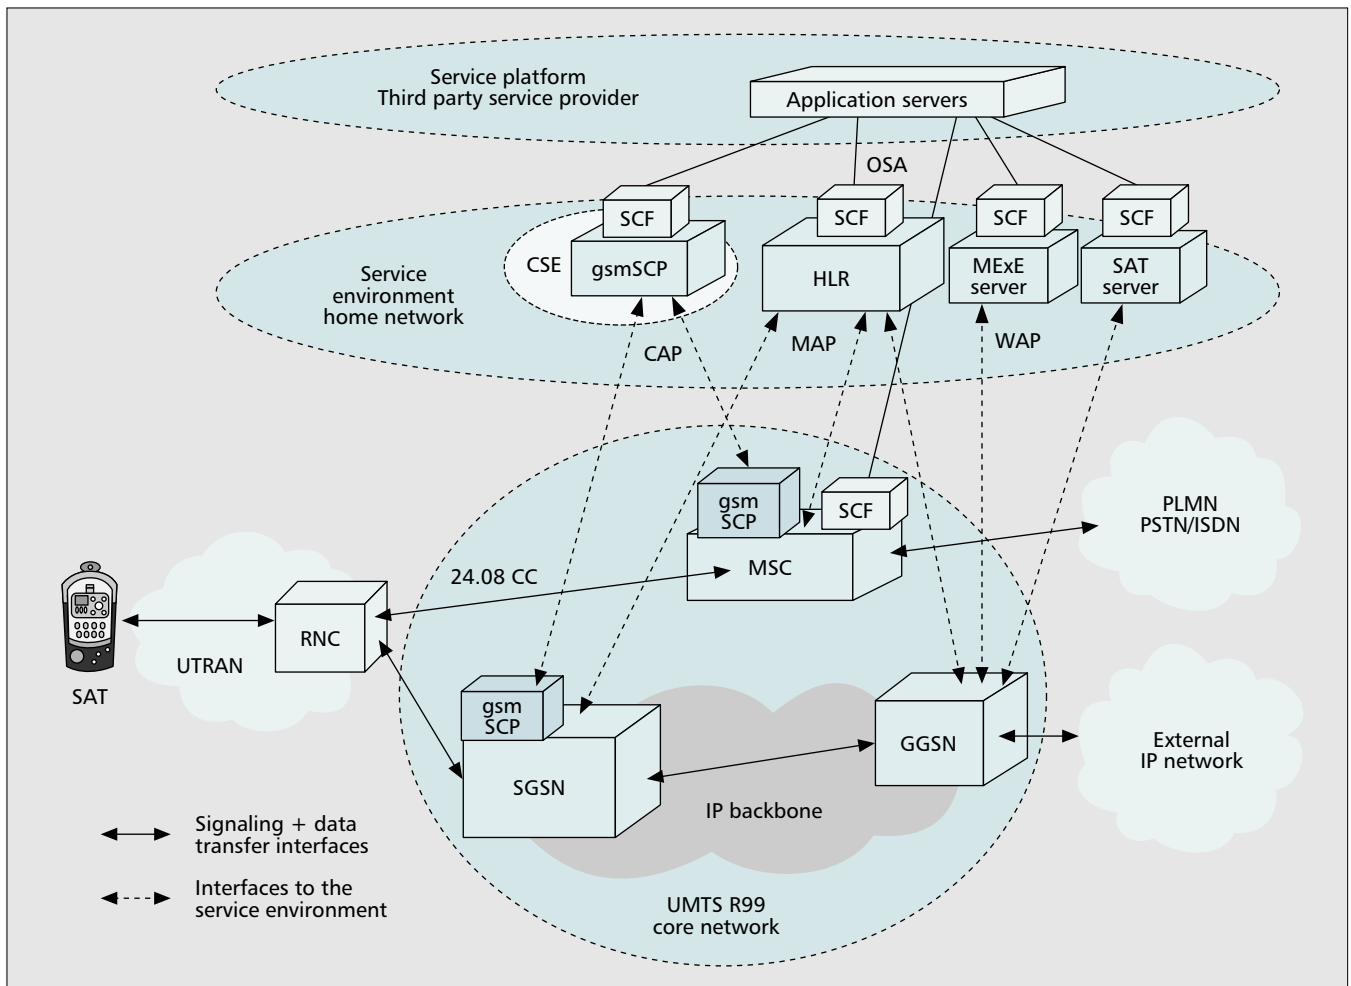 Service platform
Third party service provider
Application servers
OSA
SCF
SCF
SCF
SCF
CSE
gsmSCP
HLR
MExE
server
SAT
server
Service
environment
home network
CAP
MAP
WAP
gsm
SCP
SCF
MSC
PLMN
PSTN/ISDN
24.08 CC
RNC
UTRAN
SAT
gsm
SCP
SGSN
GGSN
External
IP network
IP backbone
Signaling + data
transfer interfaces
Interfaces to the
service environment
UMTS R99
core network